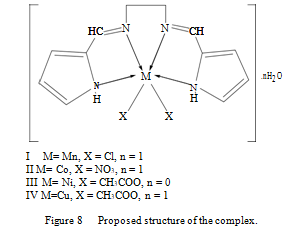 HC N N CH
N M N .nH2O
H H
X X
I M= Mn, X = Cl, n = 1
II M= Co, X = NO3, n = 1
III M= Ni, X = CH3COO, n = 0
IV M=Cu, X = CH3COO, n = 1
Figure 8 Proposed structure of the complex.